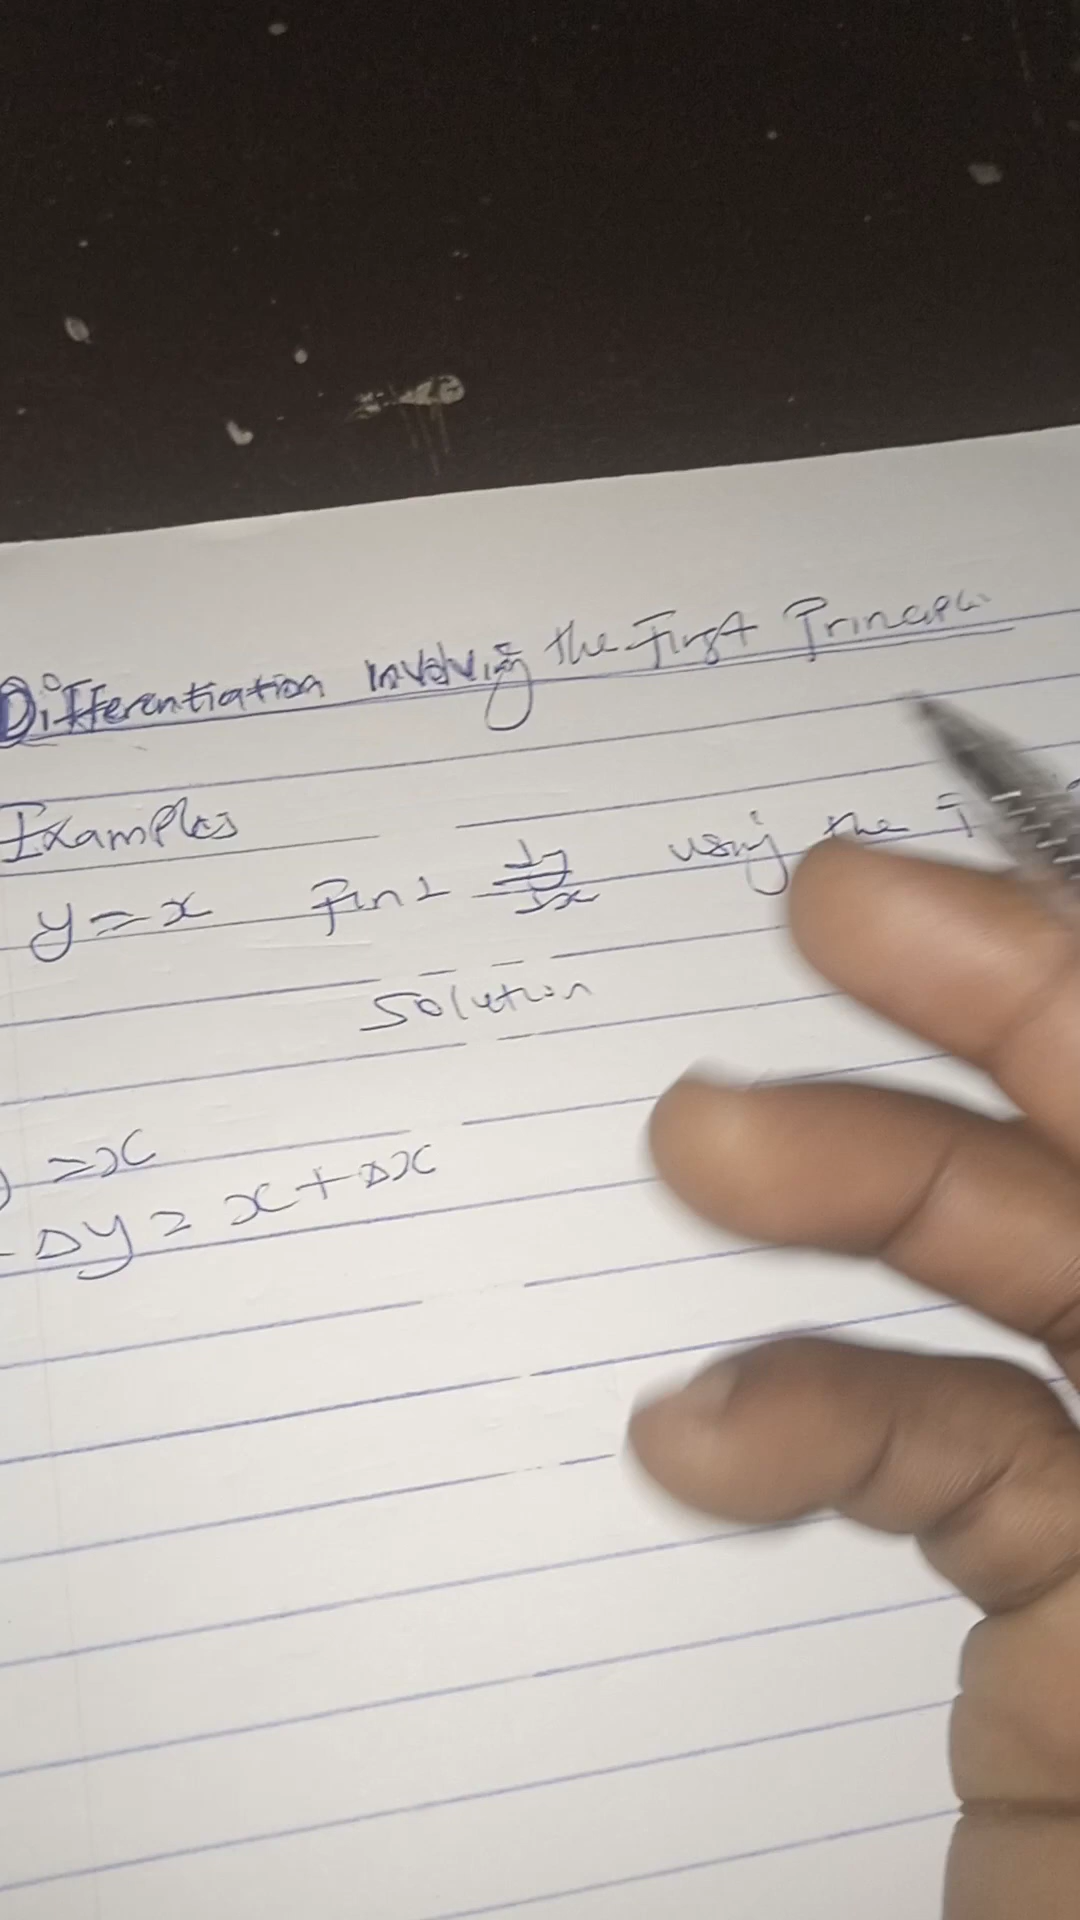 Differentiation involving the First Principle
Examples
y = x Find dy/dx using the
Solution
= x
Δy = x + Δx